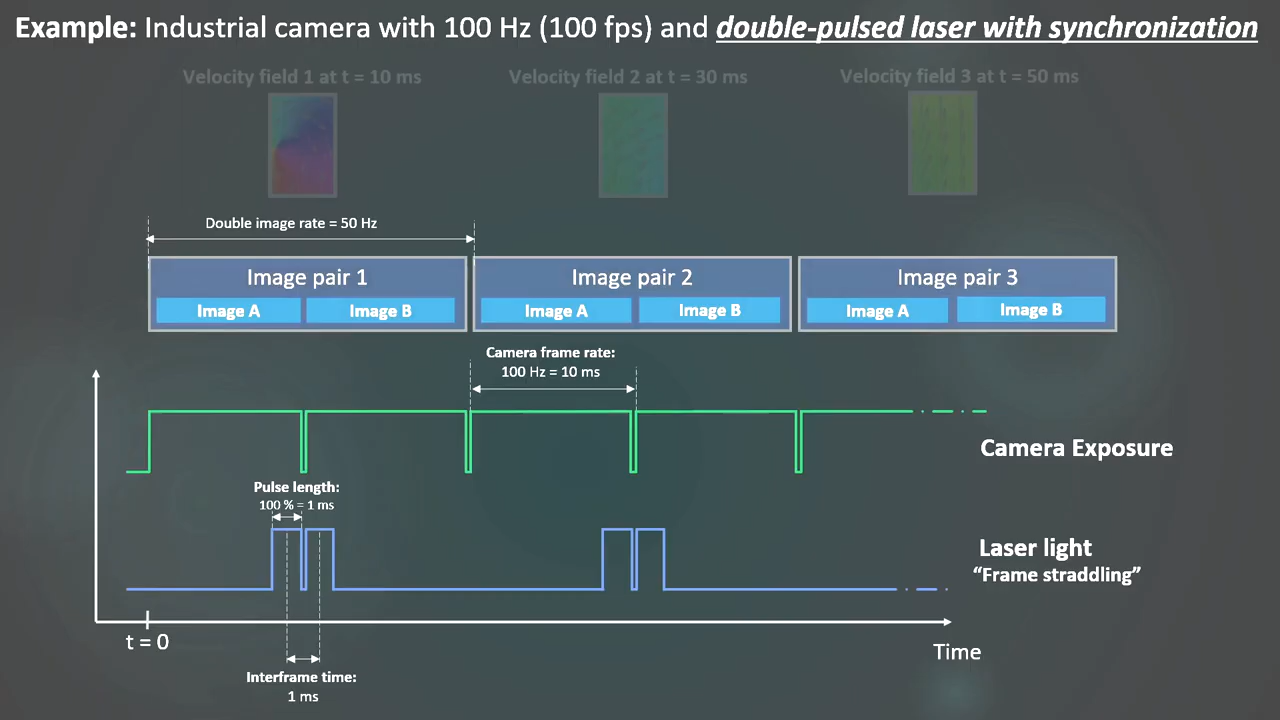 Example: Industrial camera with 100 Hz (100 fps) and double-pulsed laser with synchronization
Velocity field 1 at t = 10 ms
Velocity field 2 at t = 30 ms
Velocity field 3 at t = 50 ms
Double image rate = 50 Hz
Image pair 1
Image pair 2
Image pair 3
Image A
Image B
Image A
Image B
Image A
Image B
Camera frame rate:
100 Hz = 10 ms
Camera Exposure
Pulse length:
100 % = 1 ms
Laser light
“Frame straddling”
t = 0
Time
Interframe time:
1 ms